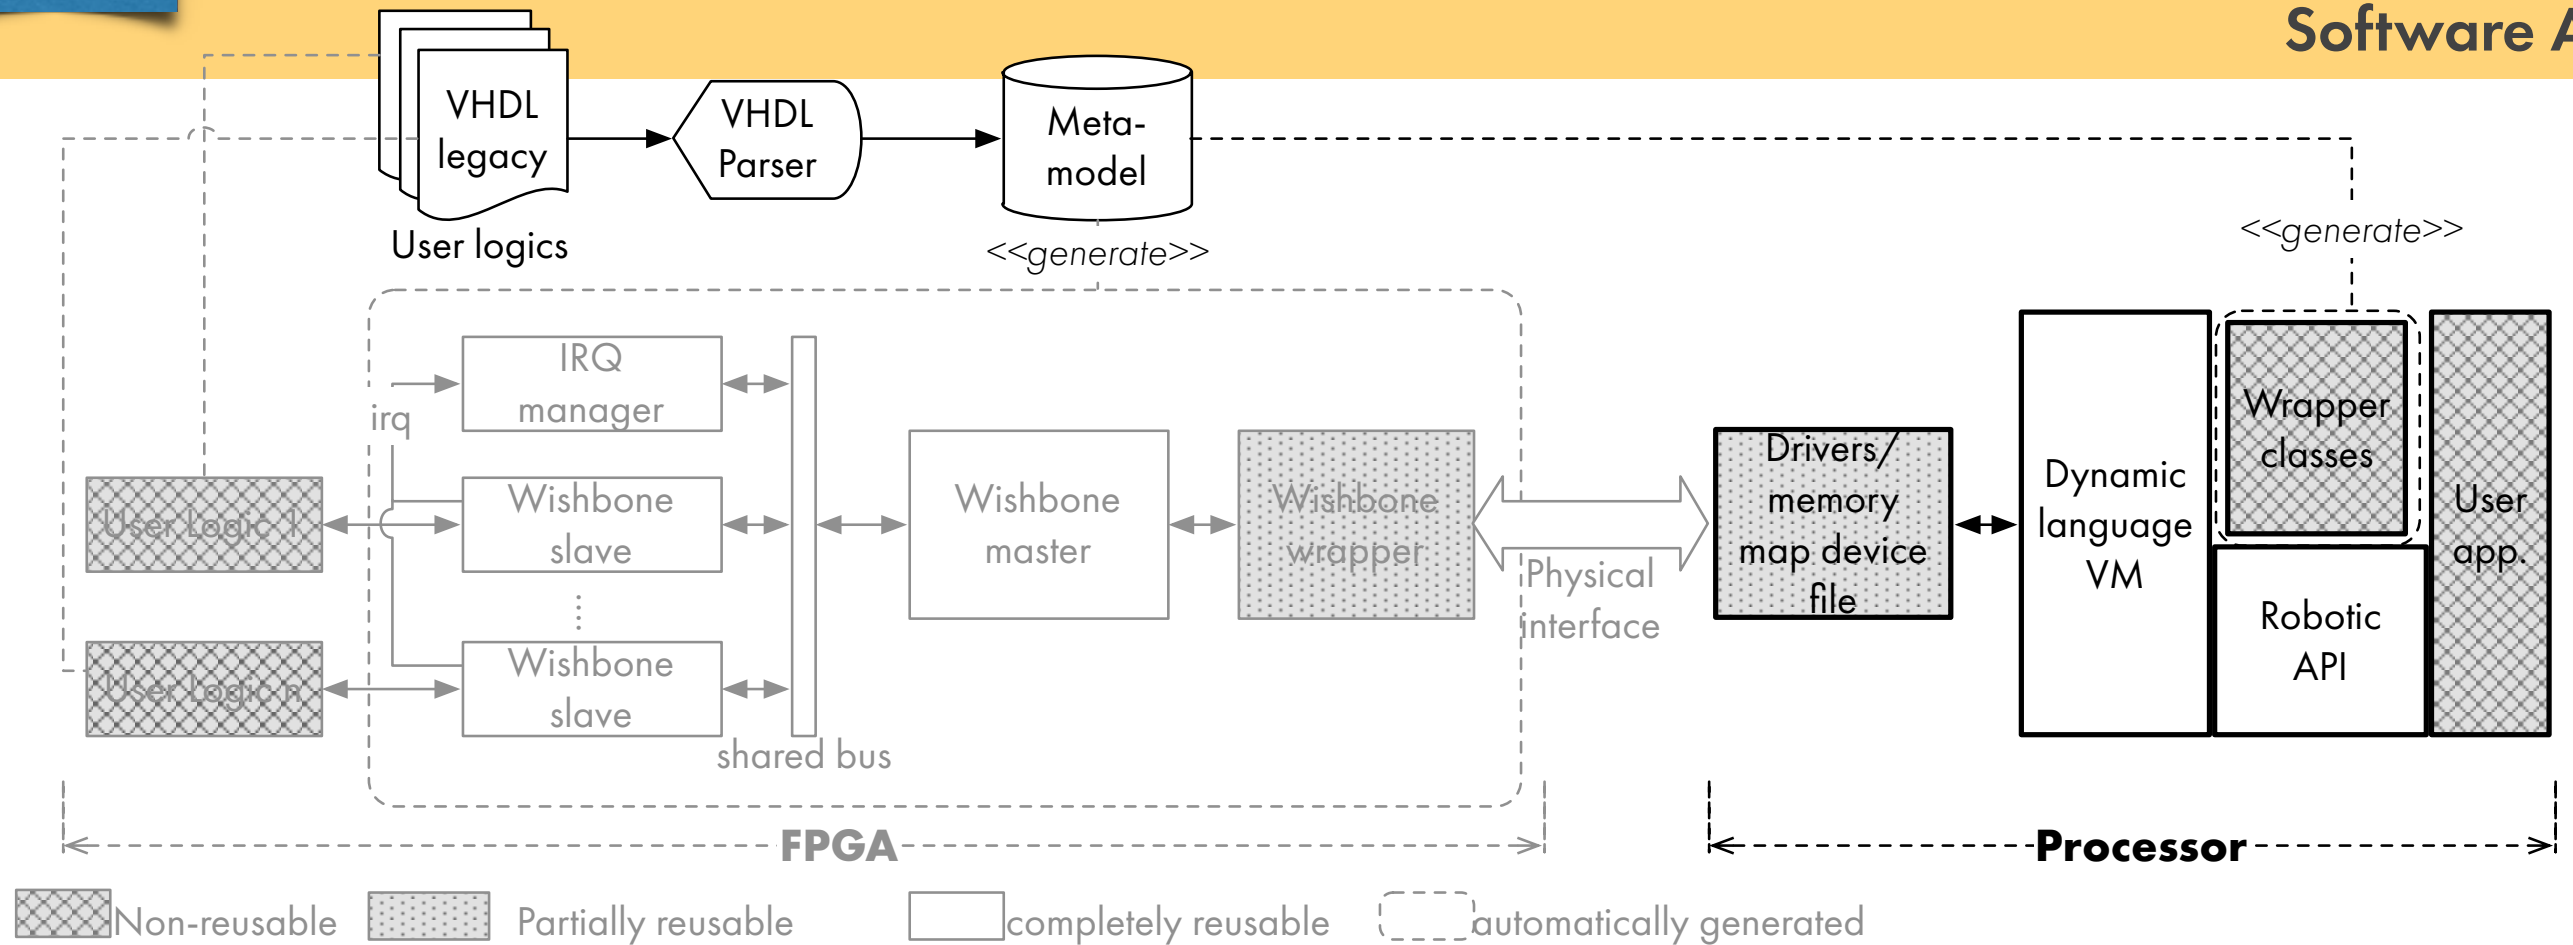 Software A
VHDL
legacy
VHDL
Parser
Meta-
model
User logics
<<generate>>
<<generate>>
IRQ
manager
irq
Wishbone
slave
Wishbone
slave
shared bus
User Logic 1
User Logic n
Wishbone
master
Wishbone
wrapper
Physical
interface
Drivers/
memory
map device
file
Dynamic
language
VM
Wrapper
classes
Robotic
API
User
app.
FPGA
Processor
Non-reusable
Partially reusable
completely reusable
automatically generated